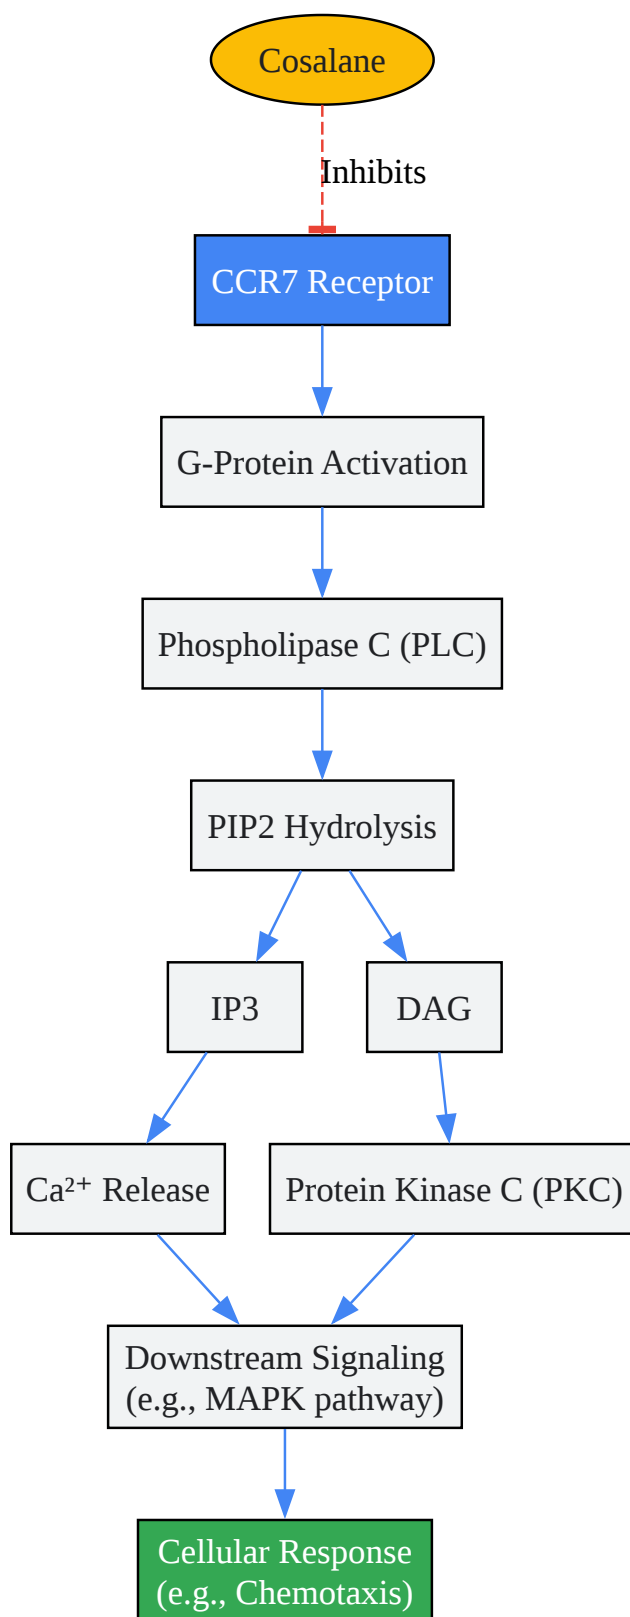 Cosalane
Inhibits
CCR7 Receptor
G-Protein Activation
Phospholipase C (PLC)
PIP2 Hydrolysis
IP3
DAG
Ca²⁺ Release
Protein Kinase C (PKC)
Downstream Signaling
(e.g., MAPK pathway)
Cellular Response
(e.g., Chemotaxis)